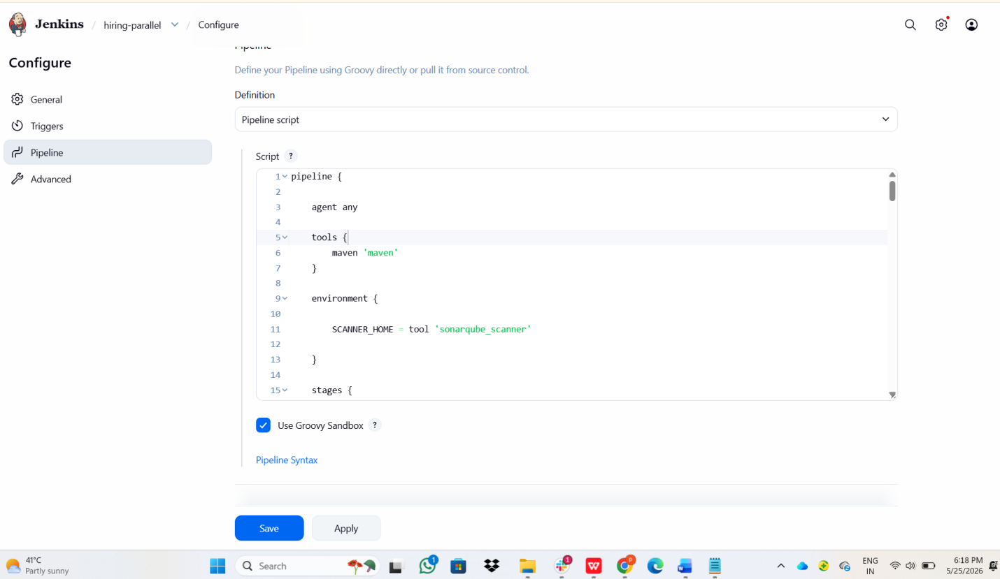 Jenkins / hiring-parallel / Configure
Configure
General
Triggers
Pipeline
Advanced
Pipeline
Define your Pipeline using Groovy directly or pull it from source control.
Definition
Pipeline script
Script ?
1 pipeline {
2
3     agent any
4
5     tools {
6         maven 'maven'
7     }
8
9     environment {
10
11         SCANNER_HOME = tool 'sonarqube_scanner'
12
13     }
14
15     stages {
Use Groovy Sandbox ?
Pipeline Syntax
Save Apply
41°C
Partly sunny
Search
1
1
W
P
W
ENG
IN
6:18 PM
5/25/2026